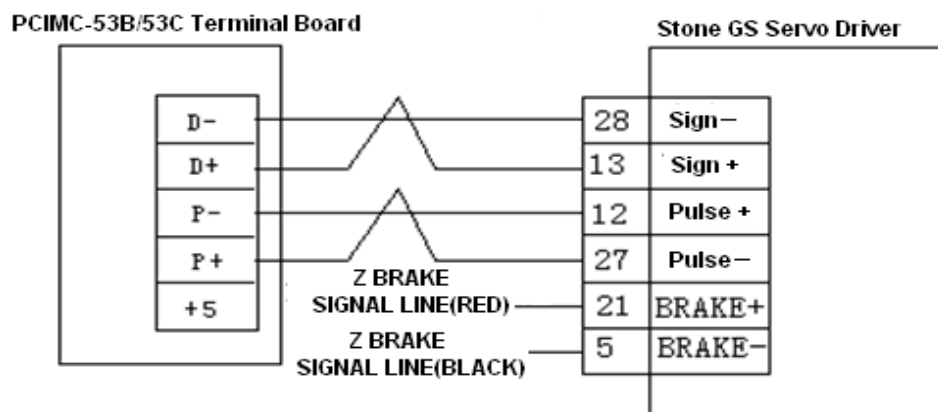 PCIMC-53B/53C Terminal Board
Stone GS Servo Driver
D-
D+
P-
P+
+5
28 Sign-
13 Sign +
12 Pulse +
27 Pulse-
21 BRAKE+
5 BRAKE-
Z BRAKE
SIGNAL LINE(RED)
Z BRAKE
SIGNAL LINE(BLACK)